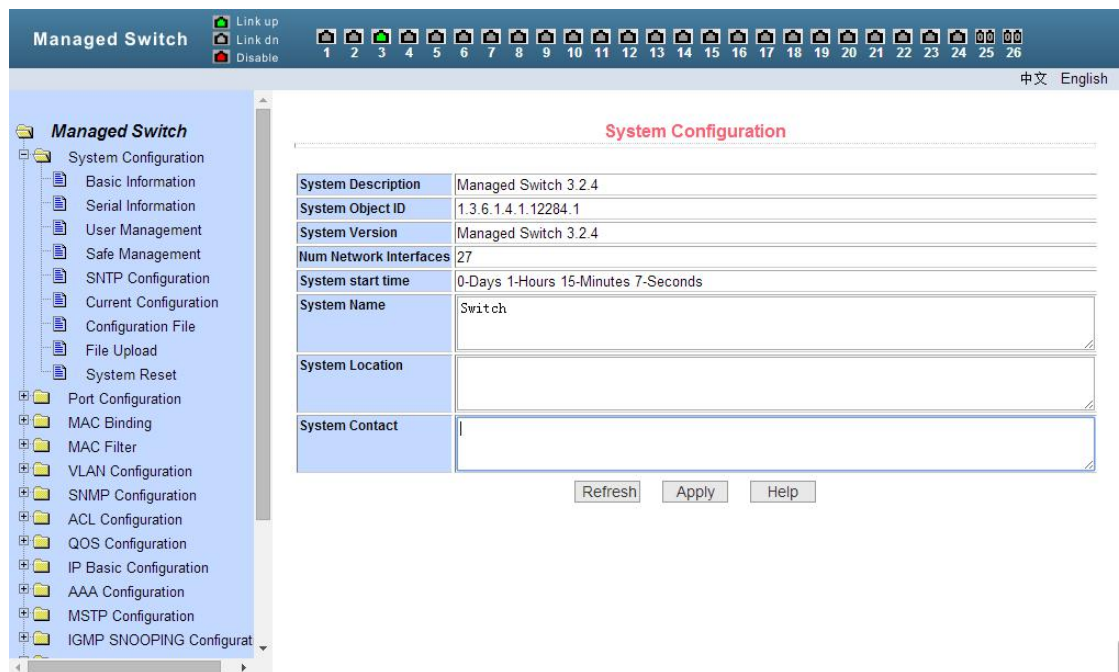 Managed Switch
Link up
Link dn
Disable
1 2 3 4 5 6 7 8 9 10 11 12 13 14 15 16 17 18 19 20 21 22 23 24 25 26
中文 English
Managed Switch
System Configuration
Basic Information
Serial Information
User Management
Safe Management
SNTP Configuration
Current Configuration
Configuration File
File Upload
System Reset
Port Configuration
MAC Binding
MAC Filter
VLAN Configuration
SNMP Configuration
ACL Configuration
QOS Configuration
IP Basic Configuration
AAA Configuration
MSTP Configuration
IGMP SNOOPING Configurat
System Configuration
System Description Managed Switch 3.2.4
System Object ID 1.3.6.1.4.1.12284.1
System Version Managed Switch 3.2.4
Num Network Interfaces 27
System start time 0-Days 1-Hours 15-Minutes 7-Seconds
System Name Switch
System Location
System Contact
Refresh Apply Help